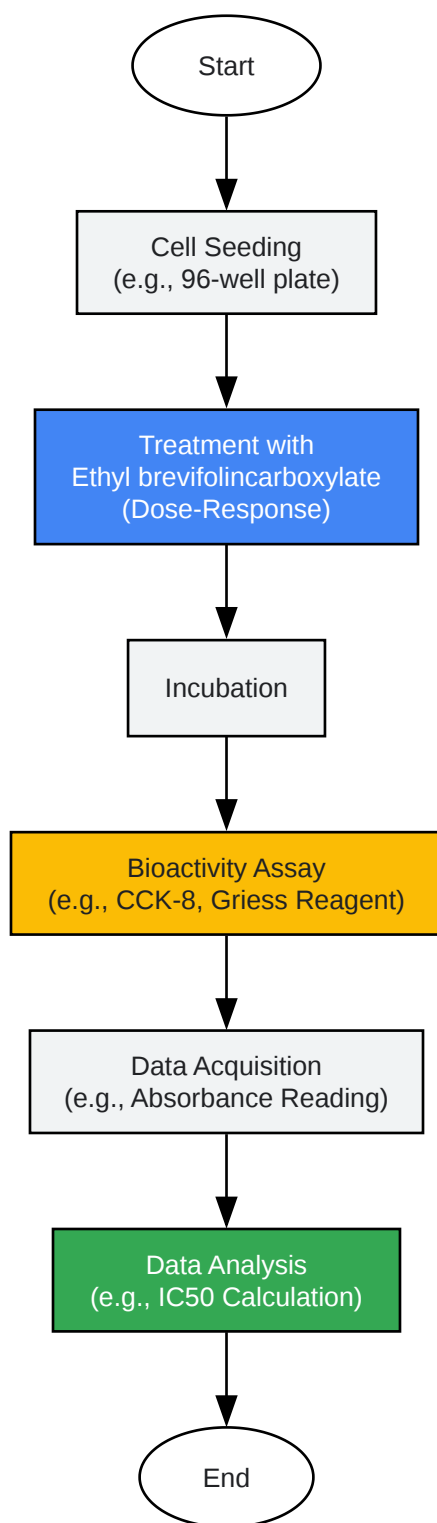 Start
Cell Seeding
(e.g., 96-well plate)
Treatment with
Ethyl brevifolincarboxylate
(Dose-Response)
Incubation
Bioactivity Assay
(e.g., CCK-8, Griess Reagent)
Data Acquisition
(e.g., Absorbance Reading)
Data Analysis
(e.g., IC50 Calculation)
End